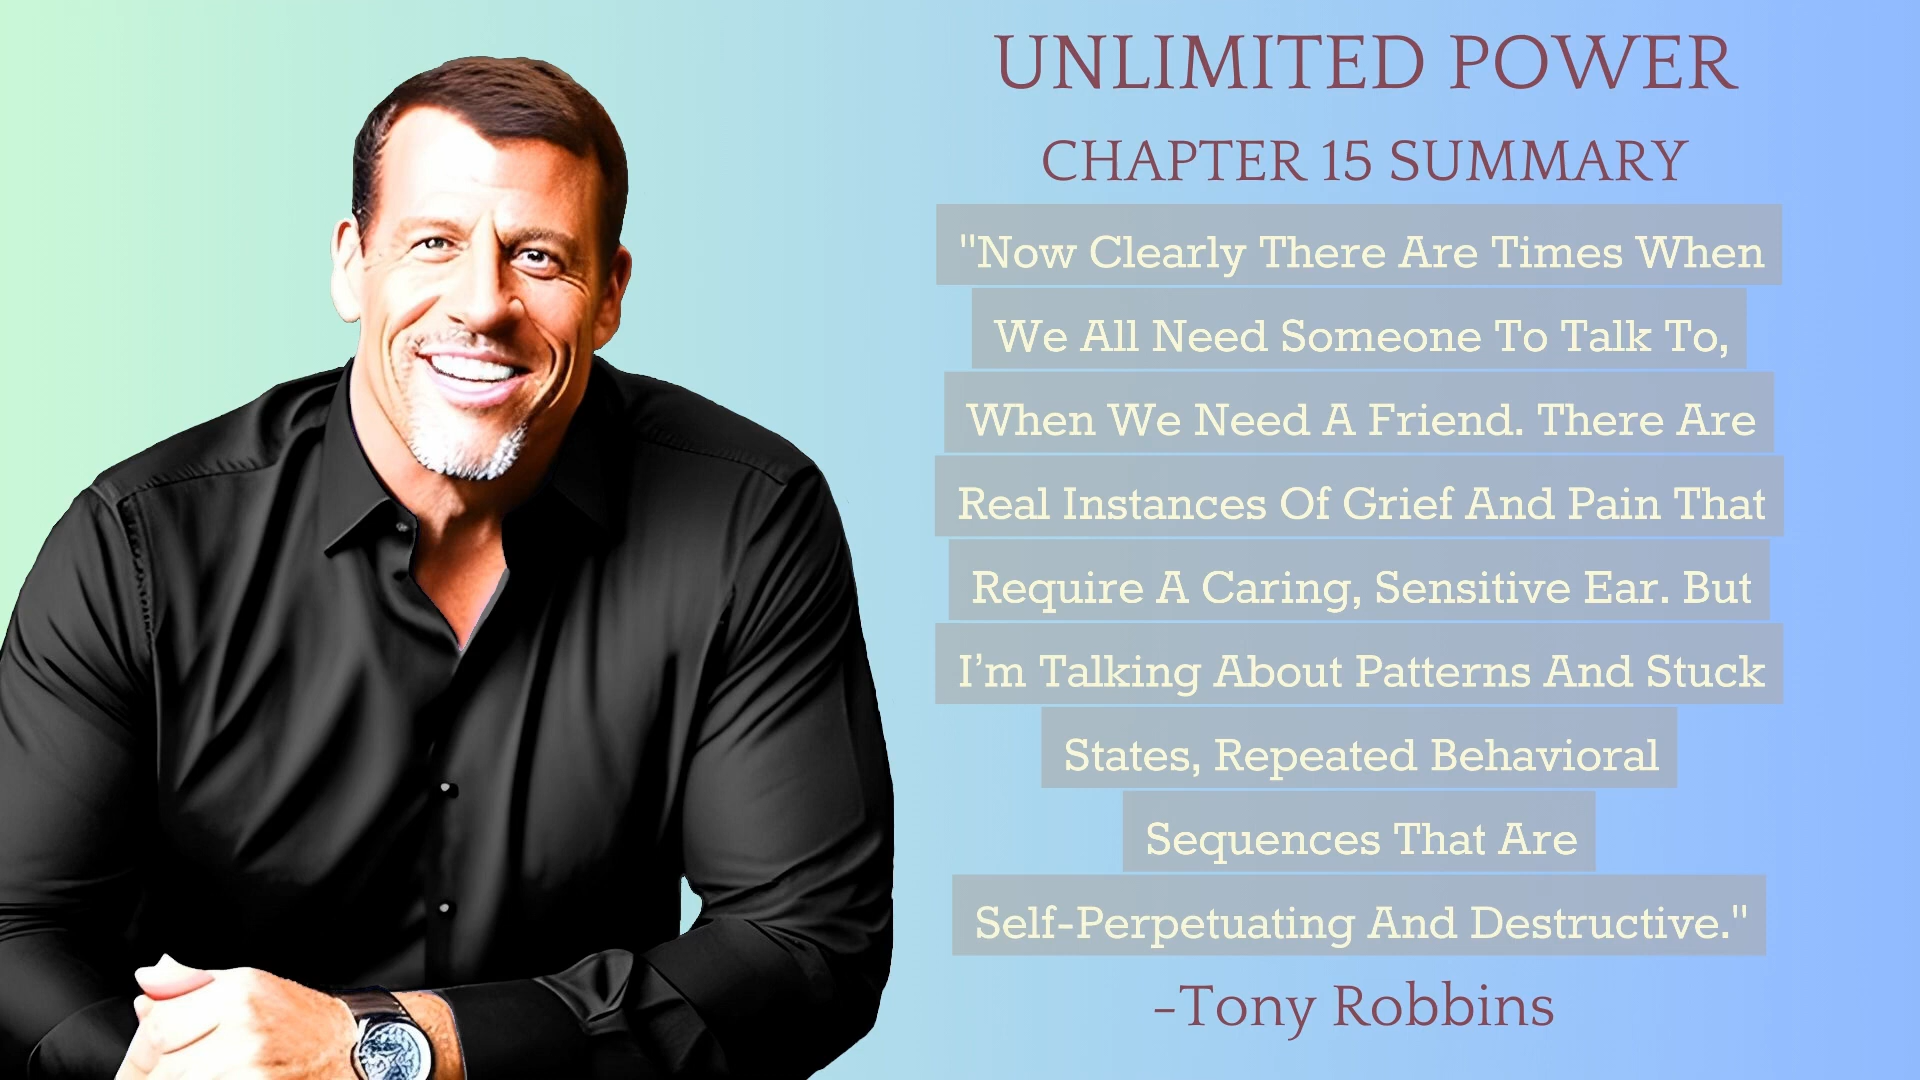 UNLIMITED POWER
CHAPTER 15 SUMMARY
"Now Clearly There Are Times When
We All Need Someone To Talk To,
When We Need A Friend. There Are
Real Instances Of Grief And Pain That
Require A Caring, Sensitive Ear. But
I’m Talking About Patterns And Stuck
States, Repeated Behavioral
Sequences That Are
Self-Perpetuating And Destructive."
-Tony Robbins